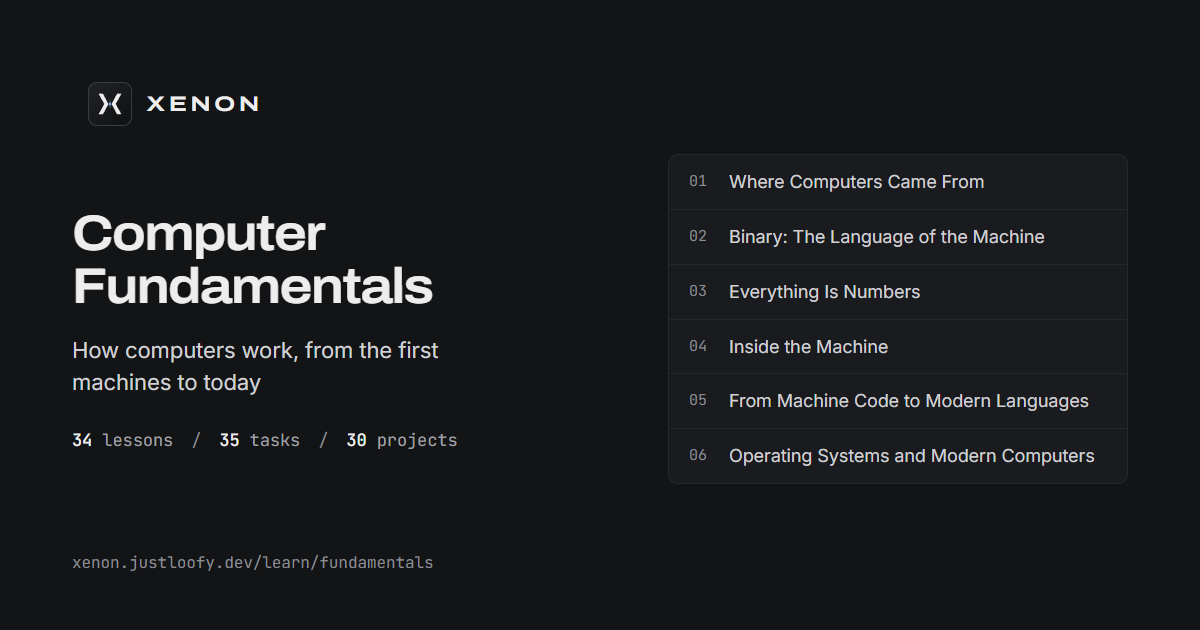 XENON
Computer
Fundamentals
How computers work, from the first
machines to today
34 lessons / 35 tasks / 30 projects
xenon.justloofy.dev/learn/fundamentals
01 Where Computers Came From
02 Binary: The Language of the Machine
03 Everything Is Numbers
04 Inside the Machine
05 From Machine Code to Modern Languages
06 Operating Systems and Modern Computers